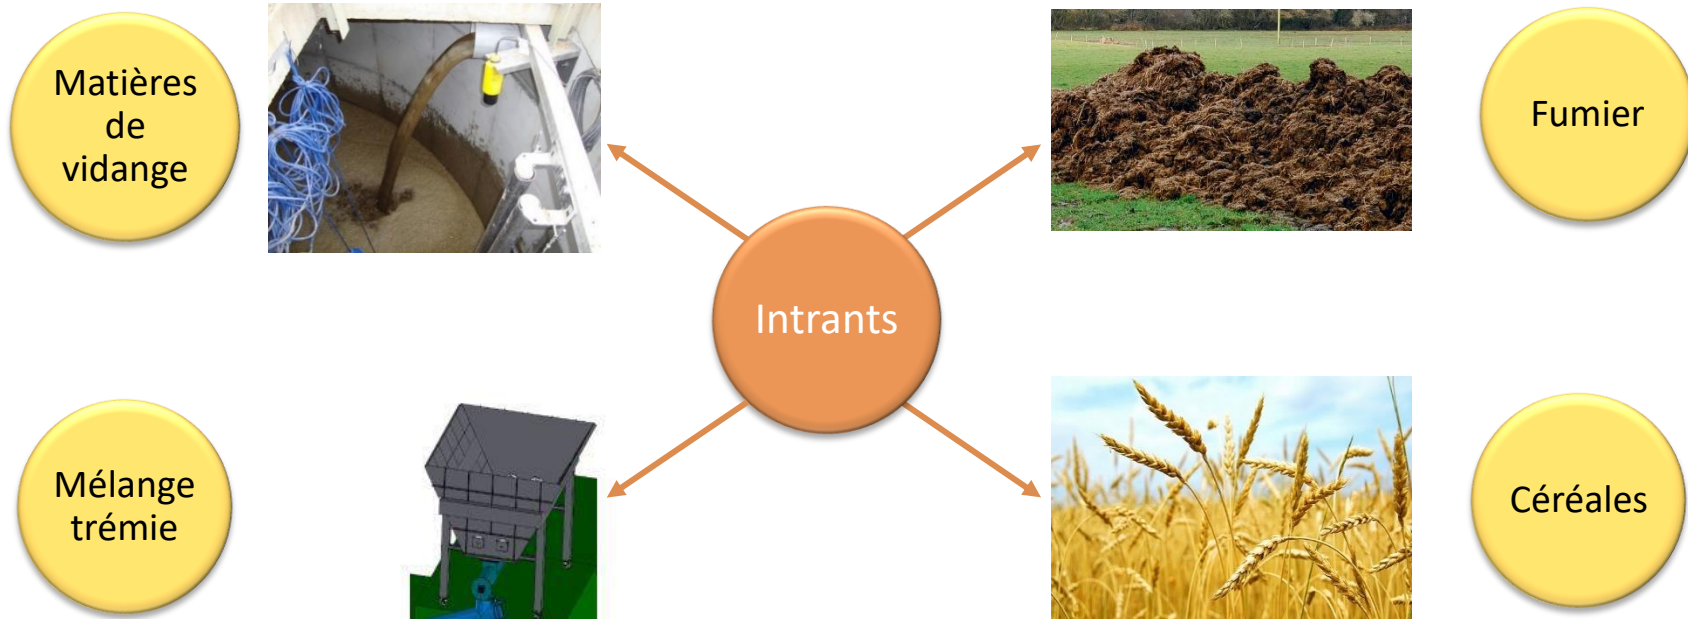 Matières
de
vidange
Fumier
Intrants
Mélange
trémie
Céréales